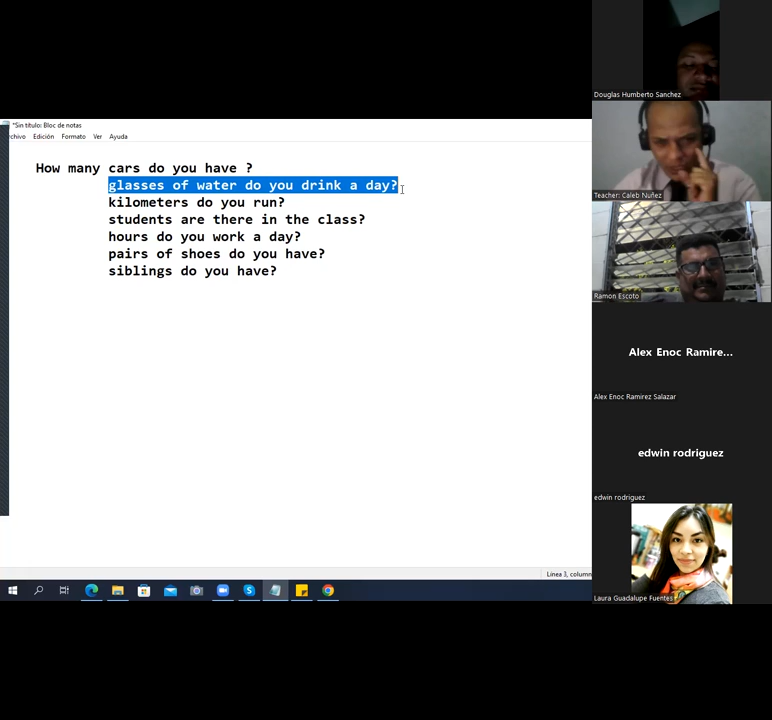 *Sin título: Bloc de notas
rchivo Edición Formato Ver Ayuda
How many cars do you have ?
glasses of water do you drink a day?
kilometers do you run?
students are there in the class?
hours do you work a day?
pairs of shoes do you have?
siblings do you have?
Línea 3, column
Douglas Humberto Sanchez
Teacher: Caleb Nuñez
Ramon Escoto
Alex Enoc Ramire...
Alex Enoc Ramirez Salazar
edwin rodriguez
edwin rodriguez
Laura Guadalupe Fuentes